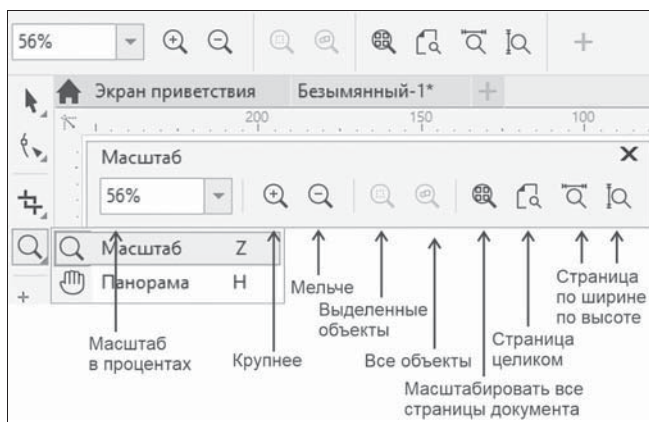 56%
Экран приветствия Безымянный-1*
200 150 100
Масштаб
56%
Масштаб Z
Панорама H
Масштаб
в процентах
Крупнее
Мельче
Выделенные
объекты
Все объекты
Масштабировать все
страницы документа
Страница
целиком
Страница
по ширине
по высоте